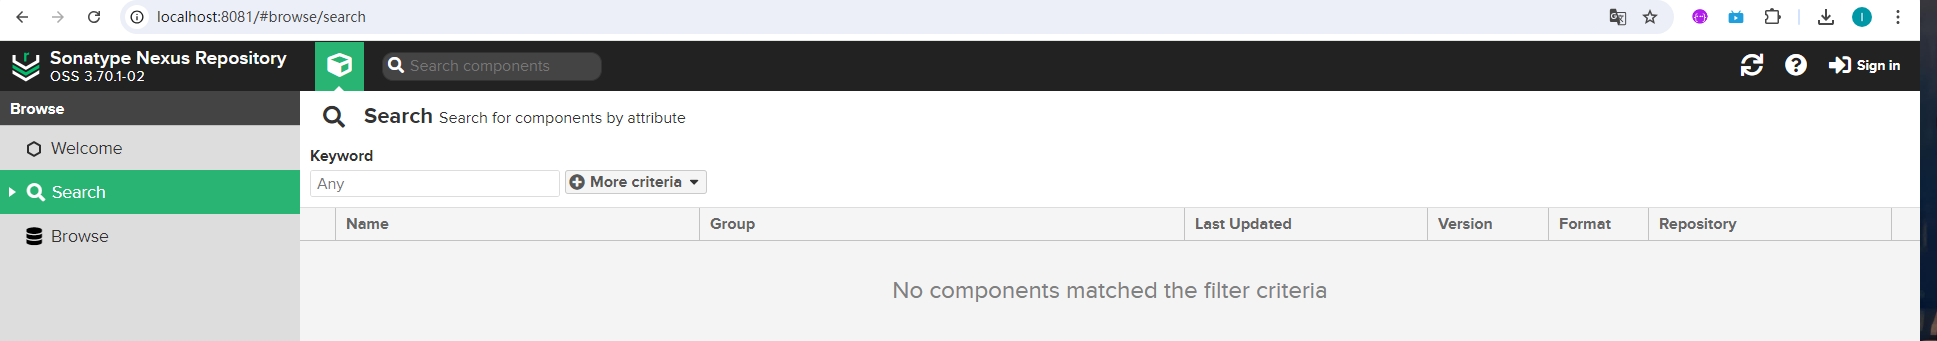 localhost:8081/#browse/search
Sonatype Nexus Repository
OSS 3.70.1-02
Search components
Sign in
Browse
Welcome
Search
Browse
Search Search for components by attribute
Keyword
Any
More criteria
Name Group Last Updated Version Format Repository
No components matched the filter criteria